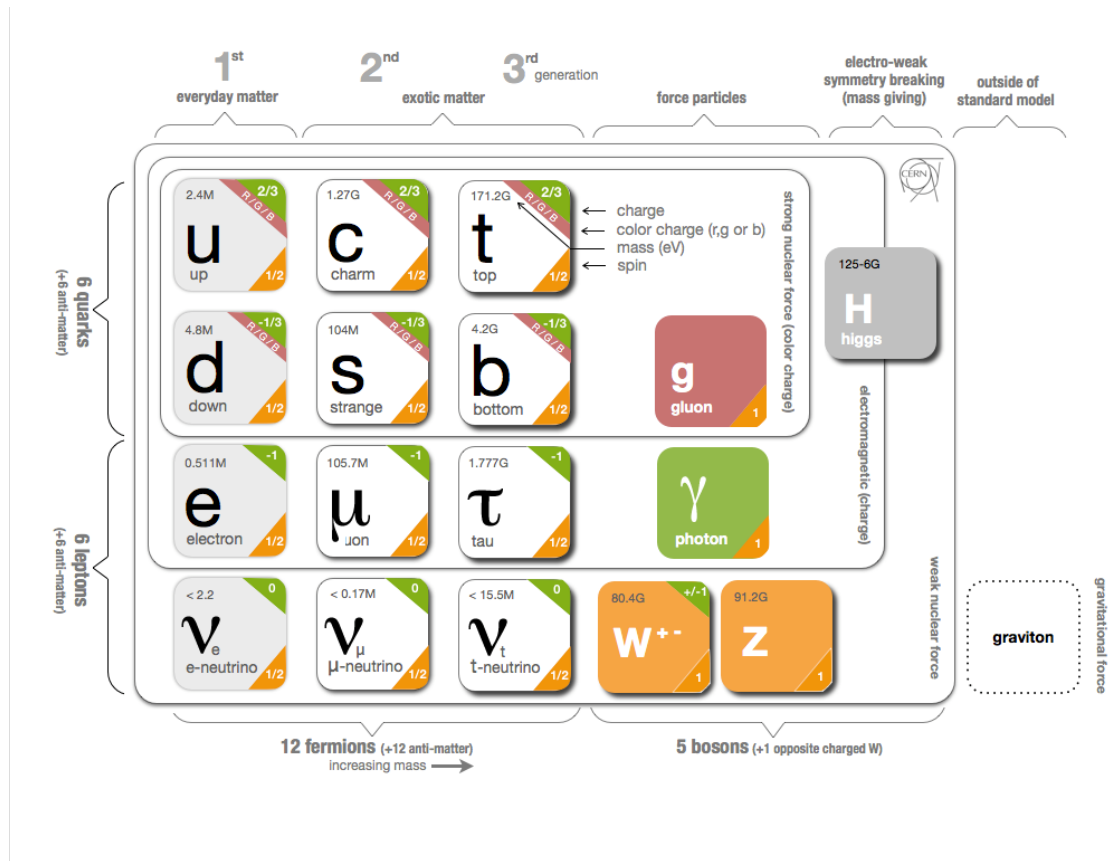 1st
2nd
3rd generation
everyday matter
exotic matter
force particles
electro-weak
symmetry breaking
(mass giving)
outside of
standard model
6 quarks
(+6 anti-matter)
6 leptons
(+6 anti-matter)
2.4M
2/3
R/G/B
u
up
1/2
1.27G
2/3
R/G/B
c
charm
1/2
171.2G
2/3
R/G/B
t
top
1/2
charge
color charge (r,g or b)
mass (eV)
spin
strong nuclear force (color charge)
CERN
125-6G
H
higgs
4.8M
-1/3
R/G/B
d
down
1/2
104M
-1/3
R/G/B
s
strange
1/2
4.2G
-1/3
R/G/B
b
bottom
1/2
g
gluon
1
electromagnetic (charge)
0.511M
-1
e
electron
1/2
105.7M
-1
μ
uon
1/2
1.777G
-1
τ
tau
1/2
γ
photon
1
weak nuclear force
< 2.2
0
νe
e-neutrino
1/2
< 0.17M
0
νμ
μ-neutrino
1/2
< 15.5M
0
νt
t-neutrino
1/2
80.4G
+/-1
W+-
1
91.2G
Z
1
graviton
gravitational force
12 fermions (+12 anti-matter)
increasing mass
5 bosons (+1 opposite charged W)